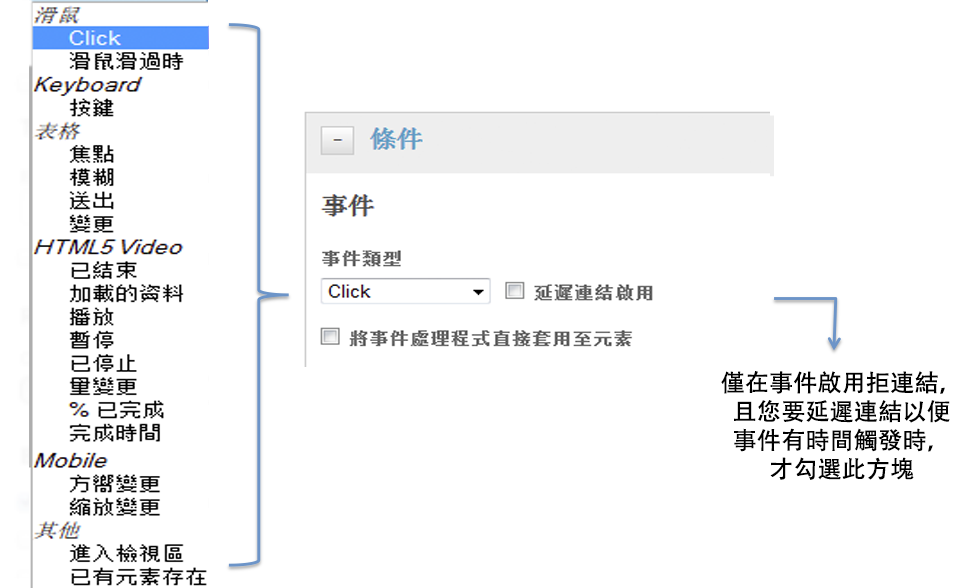 滑鼠
Click
滑鼠滑過時
Keyboard
按鍵
表格
焦點
模糊
送出
變更
HTML5 Video
已結束
加載的資料
播放
暫停
已停止
量變更
% 已完成
完成時間
Mobile
方嚮變更
縮放變更
其他
進入檢視區
已有元素存在
- 條件
事件
事件類型
Click 延遲連結啟用
將事件處理程式直接套用至元素
僅在事件啟用拒連結,
且您要延遲連結以便
事件有時間觸發時,
才勾選此方塊